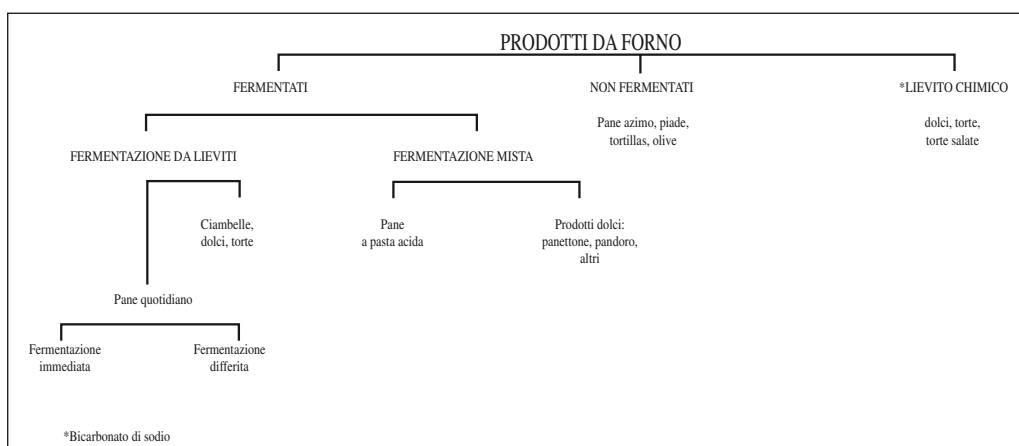 PRODOTTI DA FORNO
FERMENTATI
NON FERMENTATI
*LIEVITO CHIMICO
Pane azimo, piade,
tortillas, olive
dolci, torte,
torte salate
FERMENTAZIONE DA LIEVITI
FERMENTAZIONE MISTA
Ciambelle,
dolci, torte
Pane
a pasta acida
Prodotti dolci:
panettone, pandoro,
altri
Pane quotidiano
Fermentazione
immediata
Fermentazione
differita
*Bicarbonato di sodio